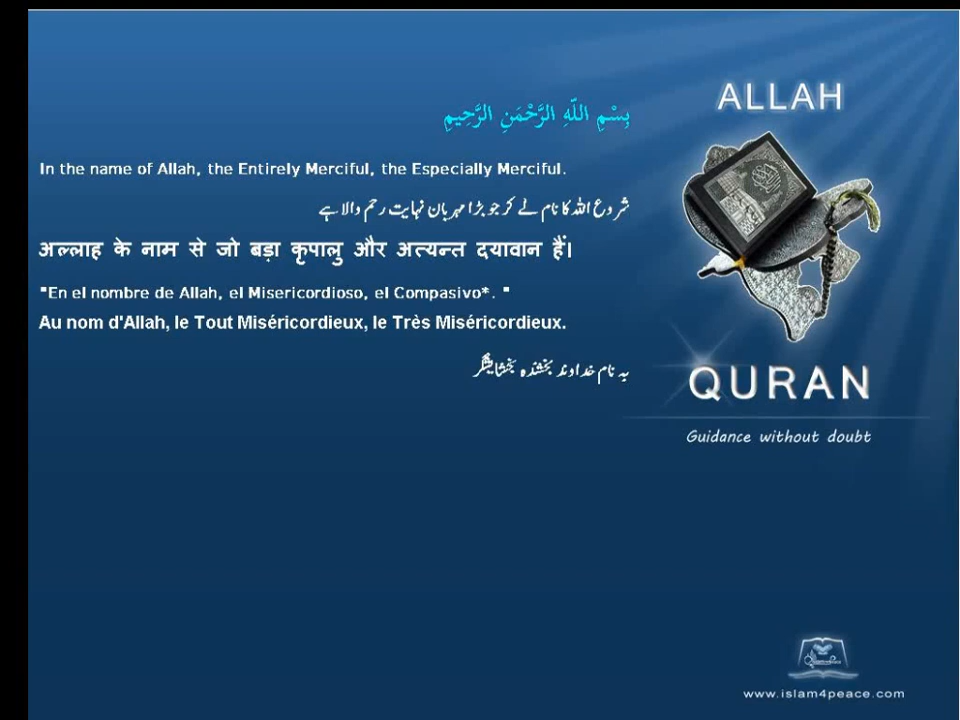 بِسْمِ اللَّهِ الرَّحْمَنِ الرَّحِيمِ
In the name of Allah, the Entirely Merciful, the Especially Merciful.
شروع الله کا نام لے کر جو بڑا مہربان نہایت رحم والا ہے
अल्लाह के नाम से जो बड़ा कृपालु और अत्यन्त दयावान हैं।
"En el nombre de Allah, el Misericordioso, el Compasivo*. "
Au nom d'Allah, le Tout Miséricordieux, le Très Miséricordieux.
به نام خداوند بخشنده بخشایشگر
ALLAH
QURAN
Guidance without doubt
www.islam4peace.com